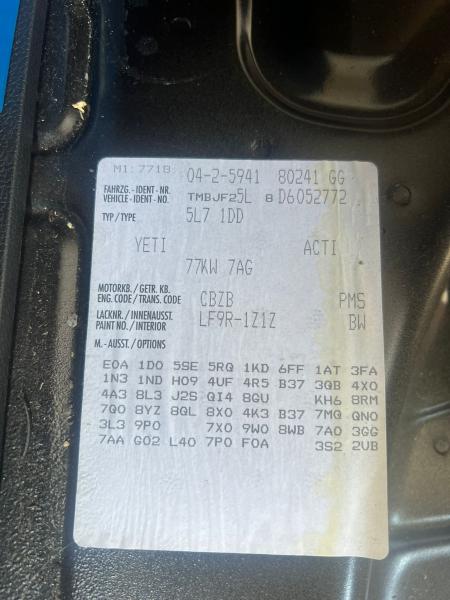 M1:7718 04-2-5941 80241 GG
FAHRZG.-IDENT-NR. VEHICLE-IDENT-NO. TMBJF25L 8 D6052772
TYP/TYPE 5L7 1DD
YETI ACTI
77KW 7AG
MOTORKB./GETR.KB. ENG.CODE/TRANS.CODE CBZB PMS
LACKNR./INNENAUSST. PAINT NO./INTERIOR LF9R-1Z1Z BW
M.-AUSST./OPTIONS
E0A 1D0 5SE 5RQ 1KD 6FF 1AT 3FA
1N3 1ND H09 4UF 4R5 B37 3QB 4X0
4A3 8L3 J2S QI4 8GU KH6 8RM
7Q0 8YZ 8QL 8X0 4K3 B37 7MG QN0
3L3 9P0 7X0 9W0 8WB 7A0 3GG
7AA G02 L40 7P0 F0A 3S2 2UB